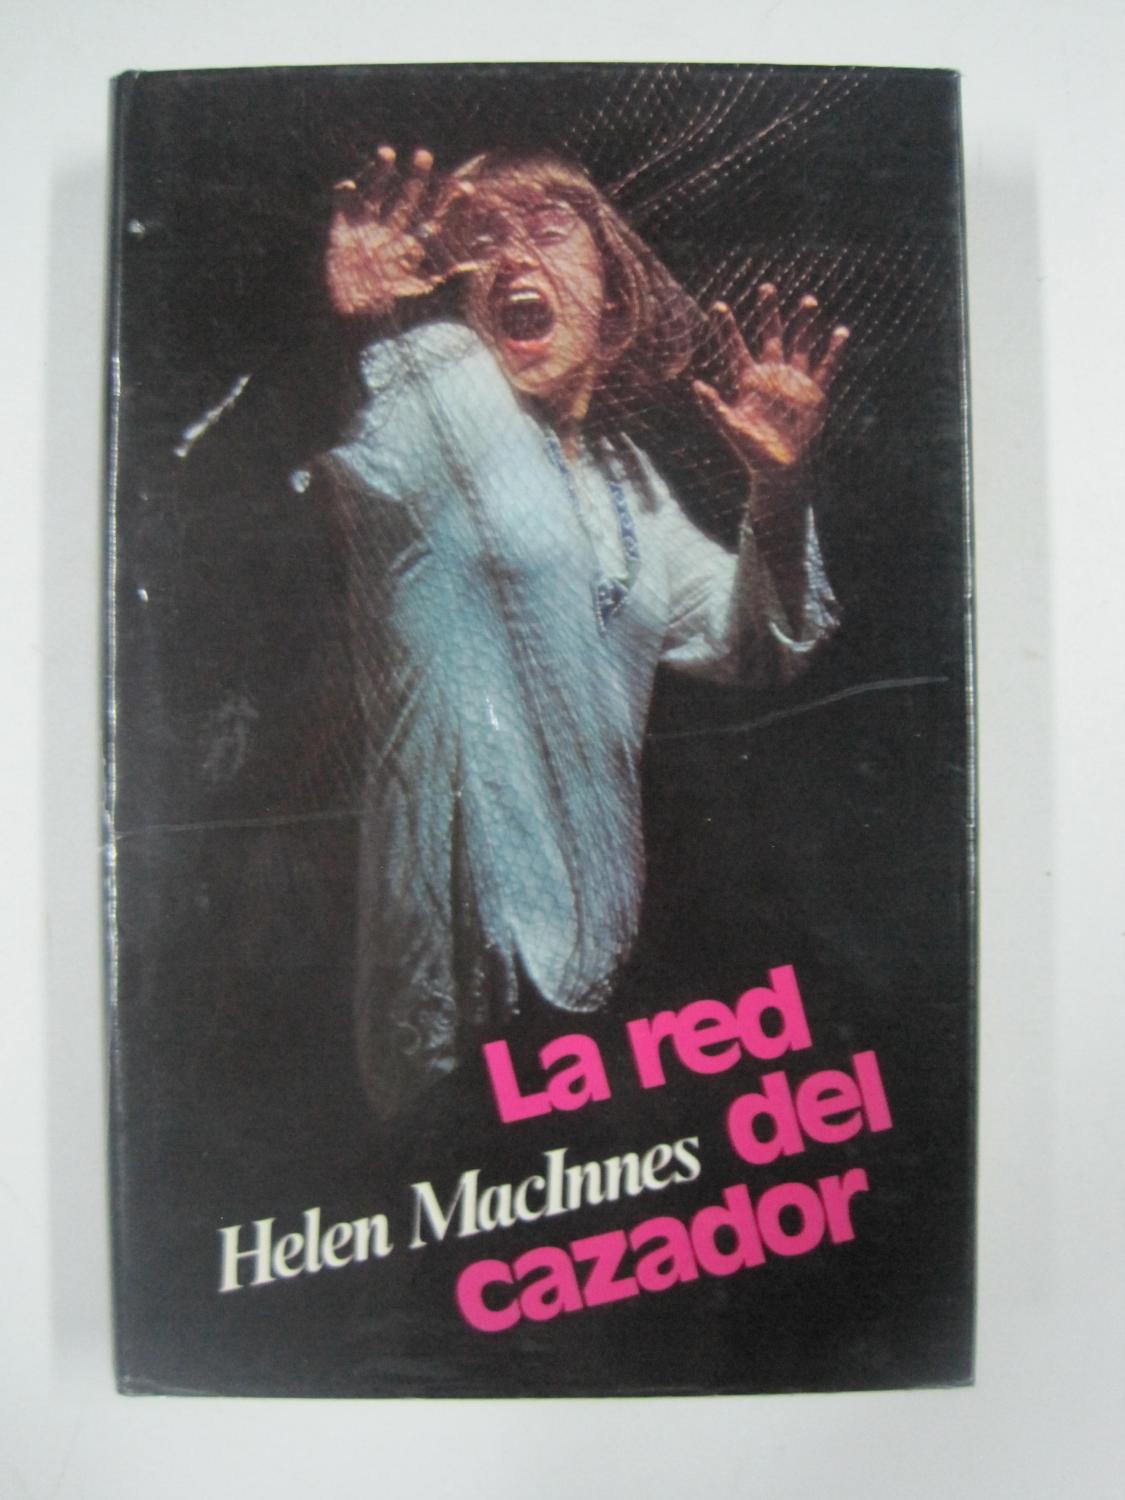 La red
del
Helen MacInnes
cazador